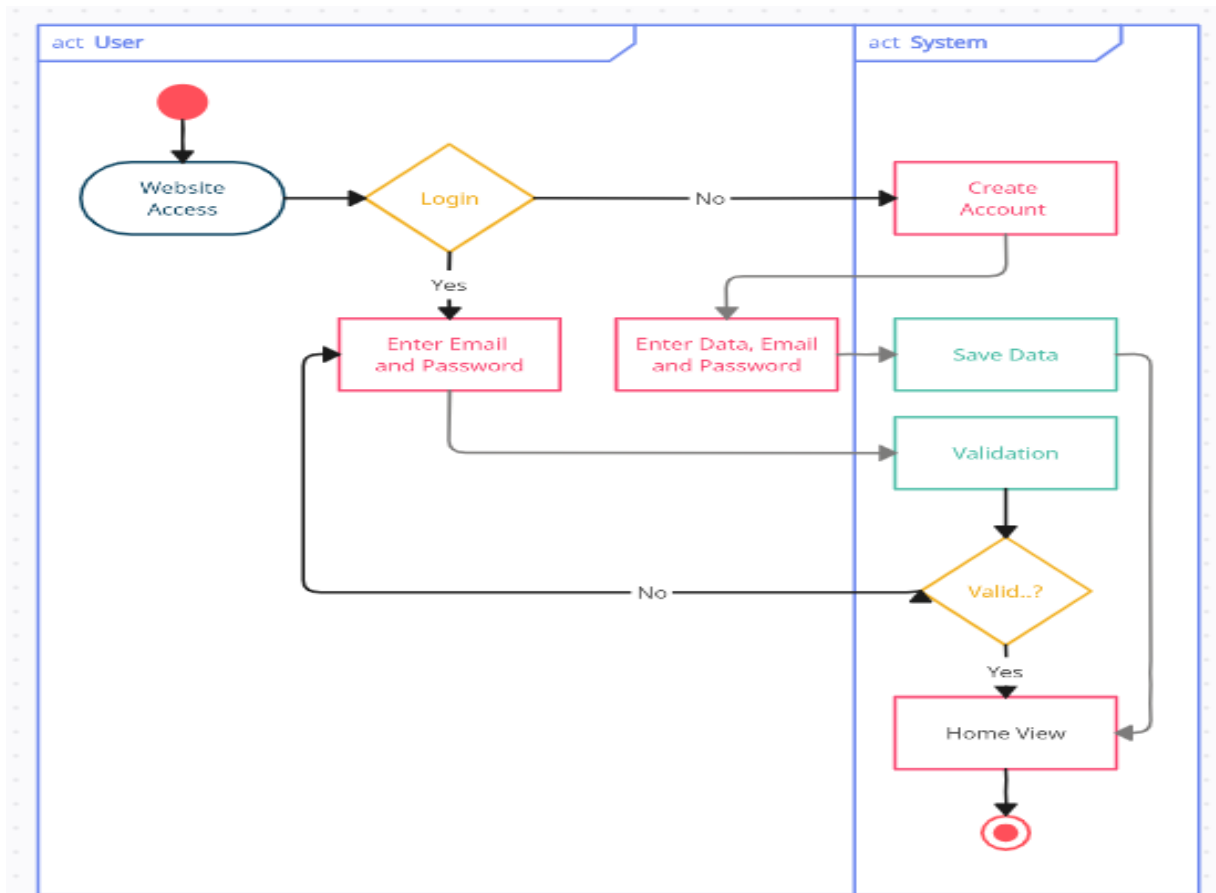 act User
act System
Website
Access
Login
No
Create
Account
Yes
Enter Email
and Password
Enter Data, Email
and Password
Save Data
Validation
No
Valid..?
Yes
Home View